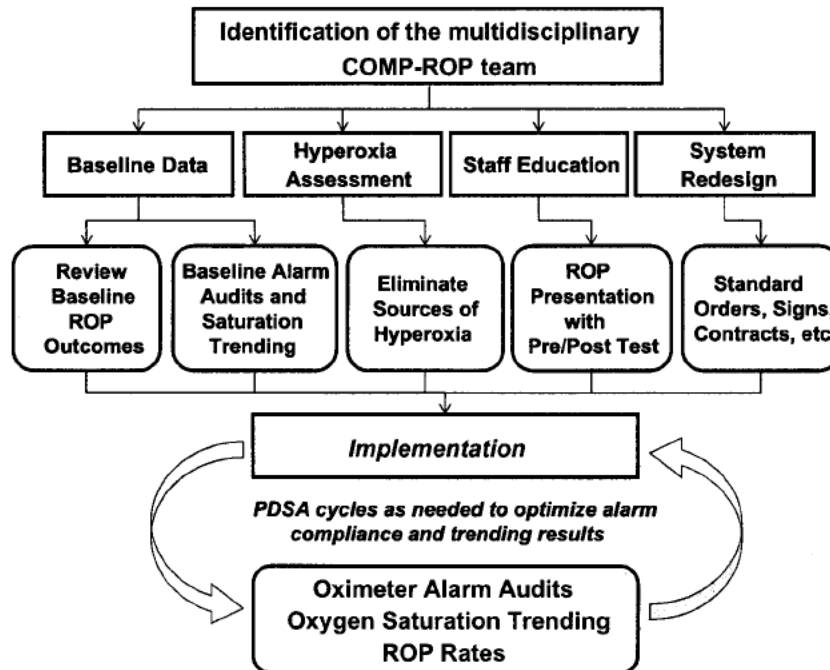 Identification of the multidisciplinary
COMP-ROP team
Baseline Data
Hyperoxia
Assessment
Staff Education
System
Redesign
Review
Baseline
ROP
Outcomes
Baseline Alarm
Audits and
Saturation
Trending
Eliminate
Sources of
Hyperoxia
ROP
Presentation
with
Pre/Post Test
Standard
Orders, Signs,
Contracts, etc
Implementation
PDSA cycles as needed to optimize alarm
compliance and trending results
Oximeter Alarm Audits
Oxygen Saturation Trending
ROP Rates